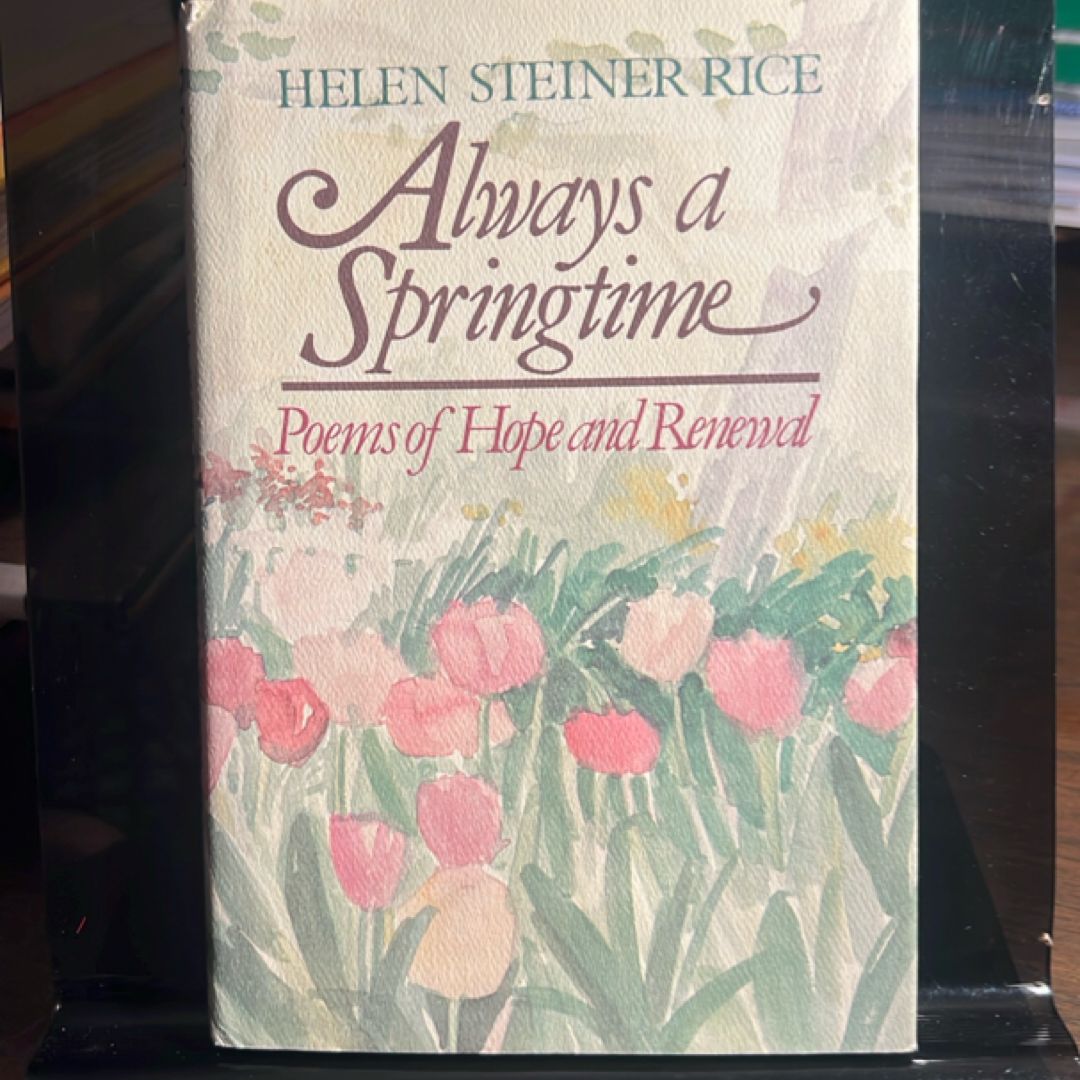 HELEN STEINER RICE
Always a
Springtime
Poems of Hope and Renewal